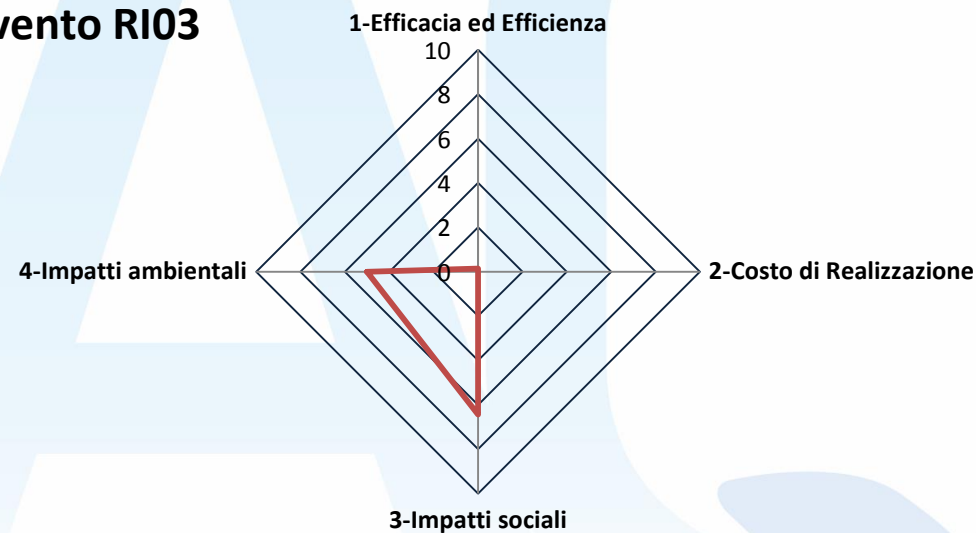 vento RI03
1-Efficacia ed Efficienza
10
8
6
4
2
0
4-Impatti ambientali
2-Costo di Realizzazione
3-Impatti sociali